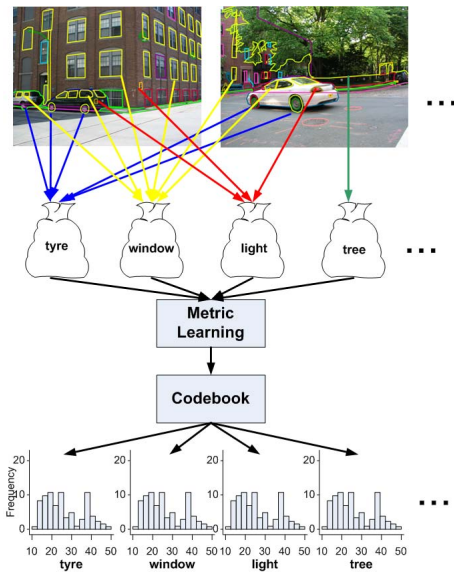 ...
tyre window light tree ...
Metric
Learning
Codebook
Frequency
20 20 20 20
10 10 10 10 ...
0 0 0 0
10 20 30 40 50 10 20 30 40 50 10 20 30 40 50 10 20 30 40 50
tyre window light tree